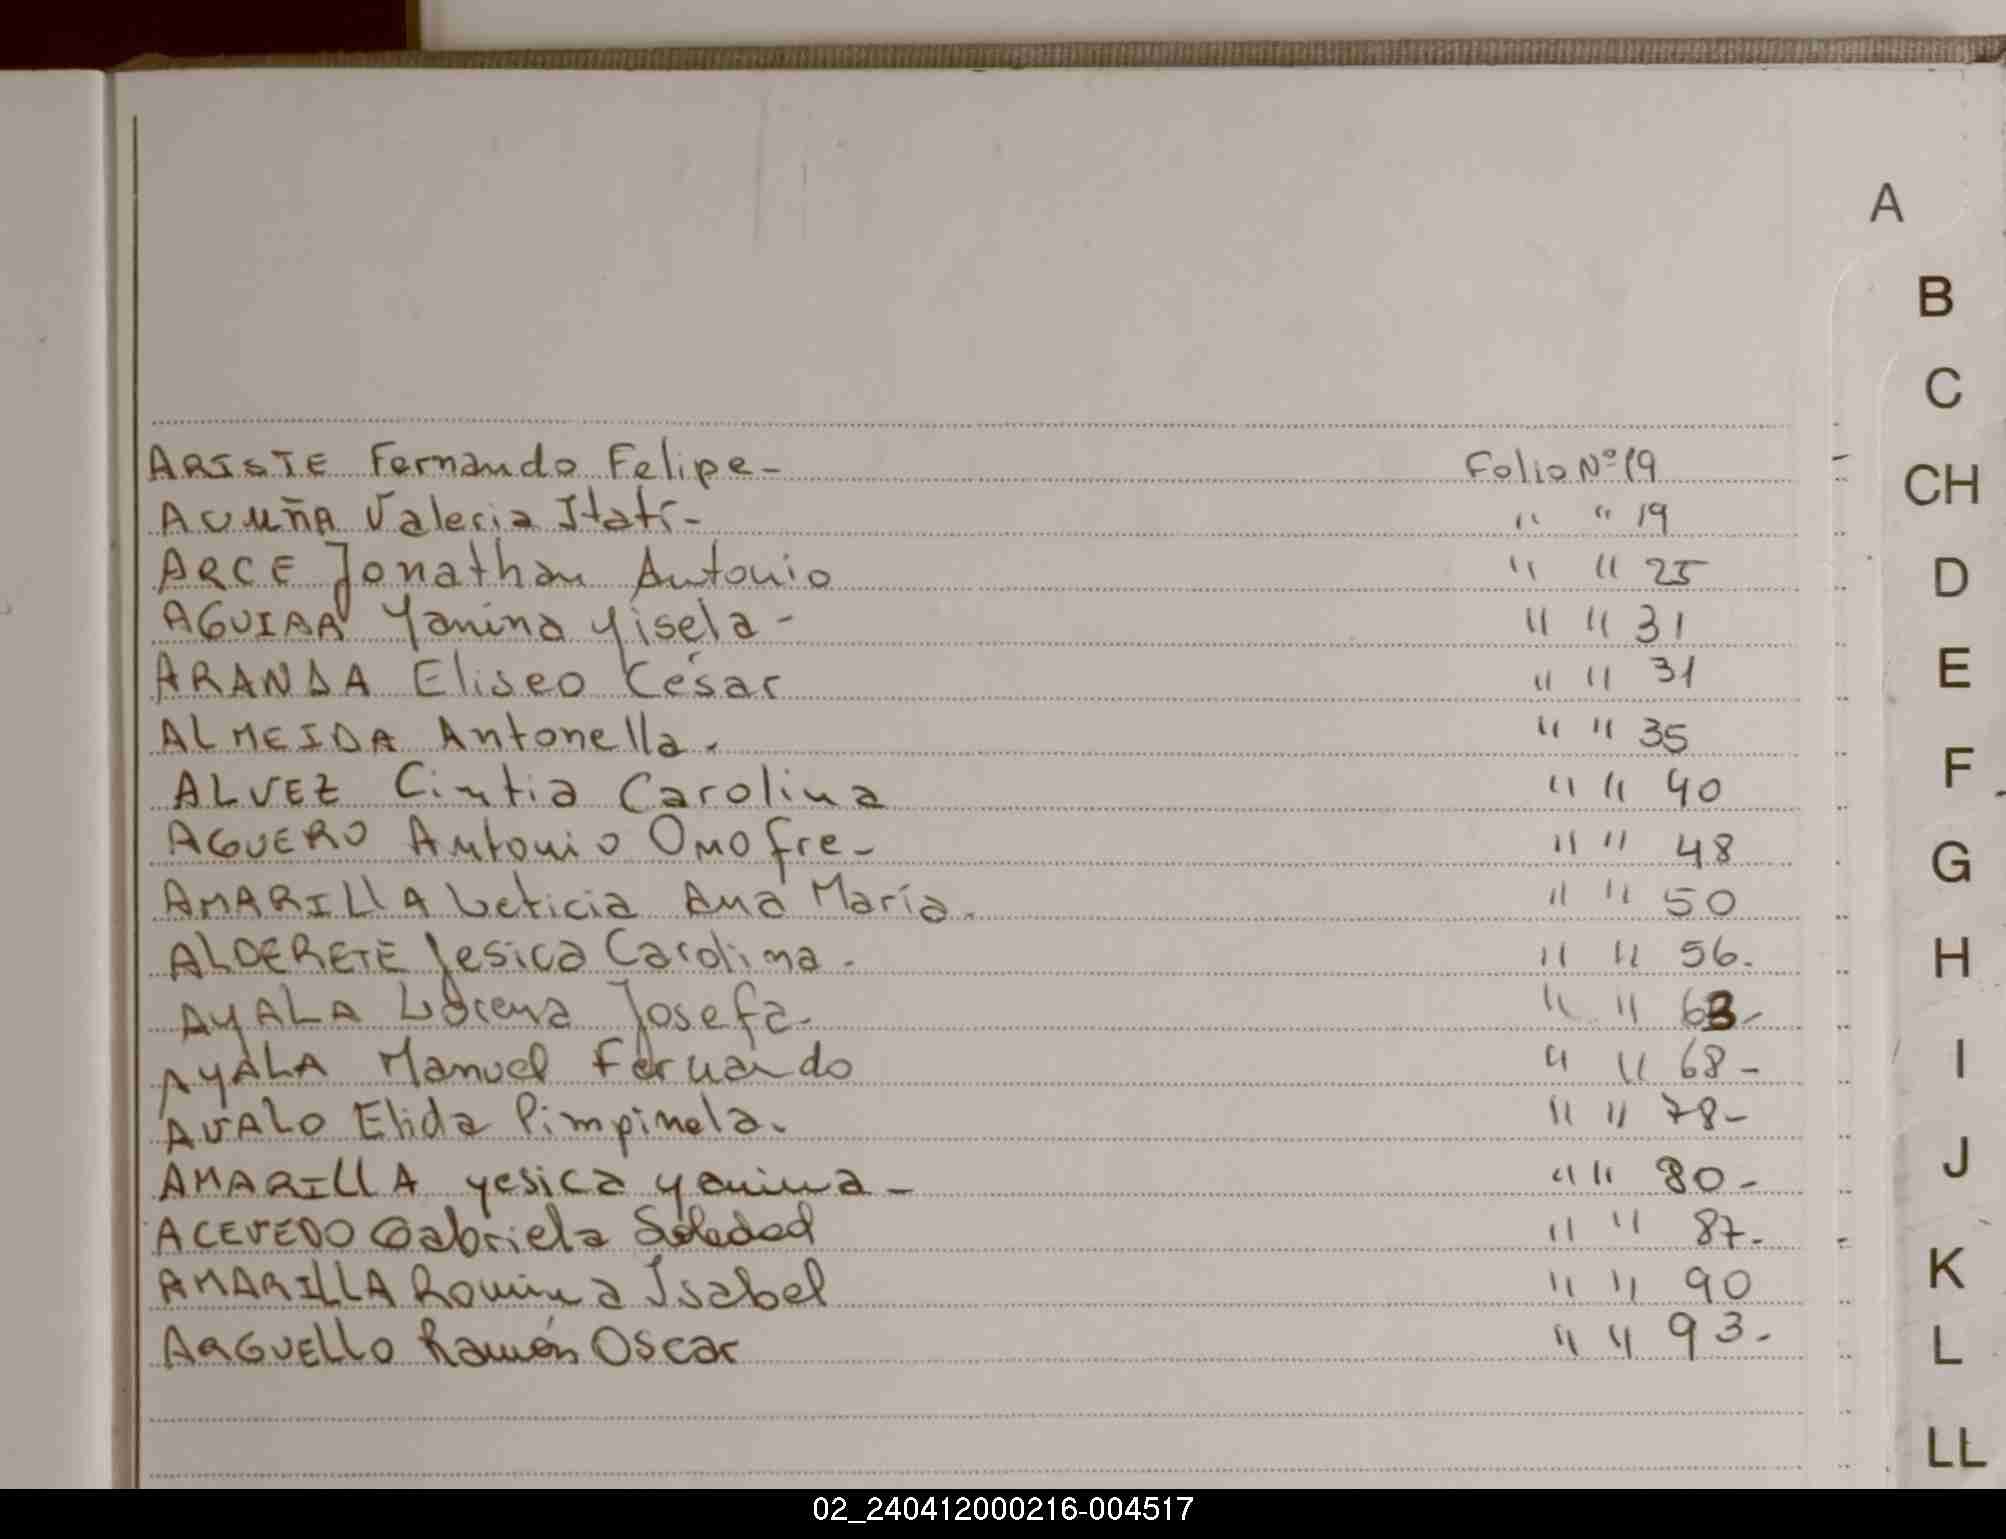 A
B
C
CH
D
E
F
G
H
I
J
K
L
LL
ARISTE Fernando Felipe- Folio Nº 19
ACUÑA Valeria Itatí- " " 19
ARCE Jonathan Antonio " " 25
AGUIAR Yanina Yisela- " " 31
ARANDA Eliseo César " " 31
ALMEIDA Antonella. " " 35
ALVEZ Cintia Carolina " " 40
AGUERO Antonio Onofre- " " 48
AMARILLA Leticia Ana María. " " 50
ALDERETE Jesica Carolina. " " 56.
AYALA Lorena Josefa- " " 63-
AYALA Manuel Fernando " " 68-
AVALO Elida Pimpinela. " " 78-
AMARILLA Yesica Yanina- " " 80-
ACEVEDO Gabriela Soledad " " 87-
AMARILLA Romina Isabel " " 90
ARGUELLO Ramón Oscar " " 93-
02_240412000216-004517